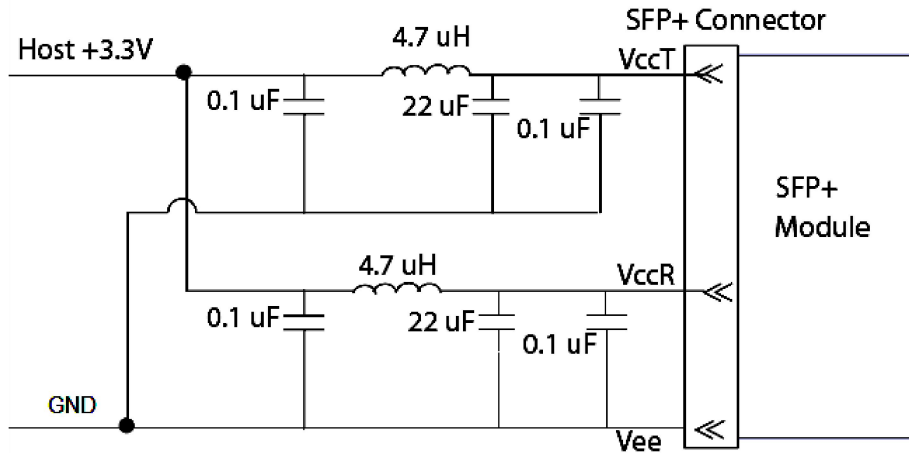 SFP+ Connector
Host +3.3V
4.7 uH
VccT
0.1 uF
22 uF
0.1 uF
SFP+
Module
4.7 uH
VccR
0.1 uF
22 uF
0.1 uF
GND
Vee